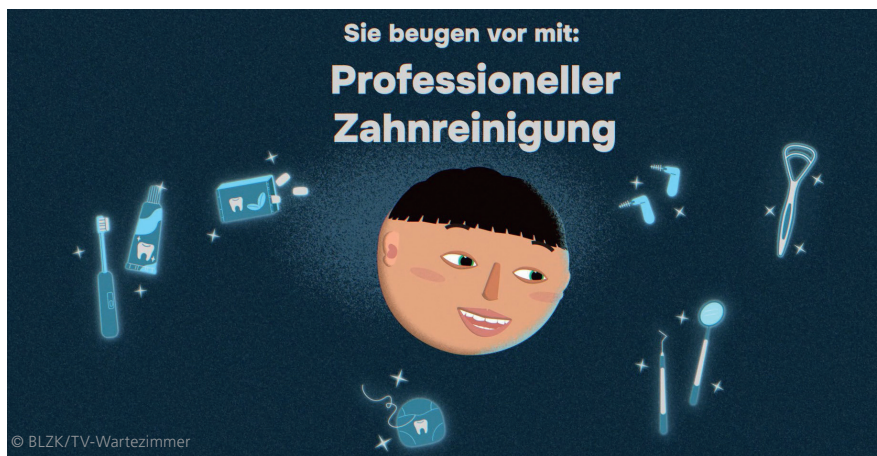 Sie beugen vor mit:
Professioneller
Zahnreinigung
© BLZK/TV-Wartezimmer